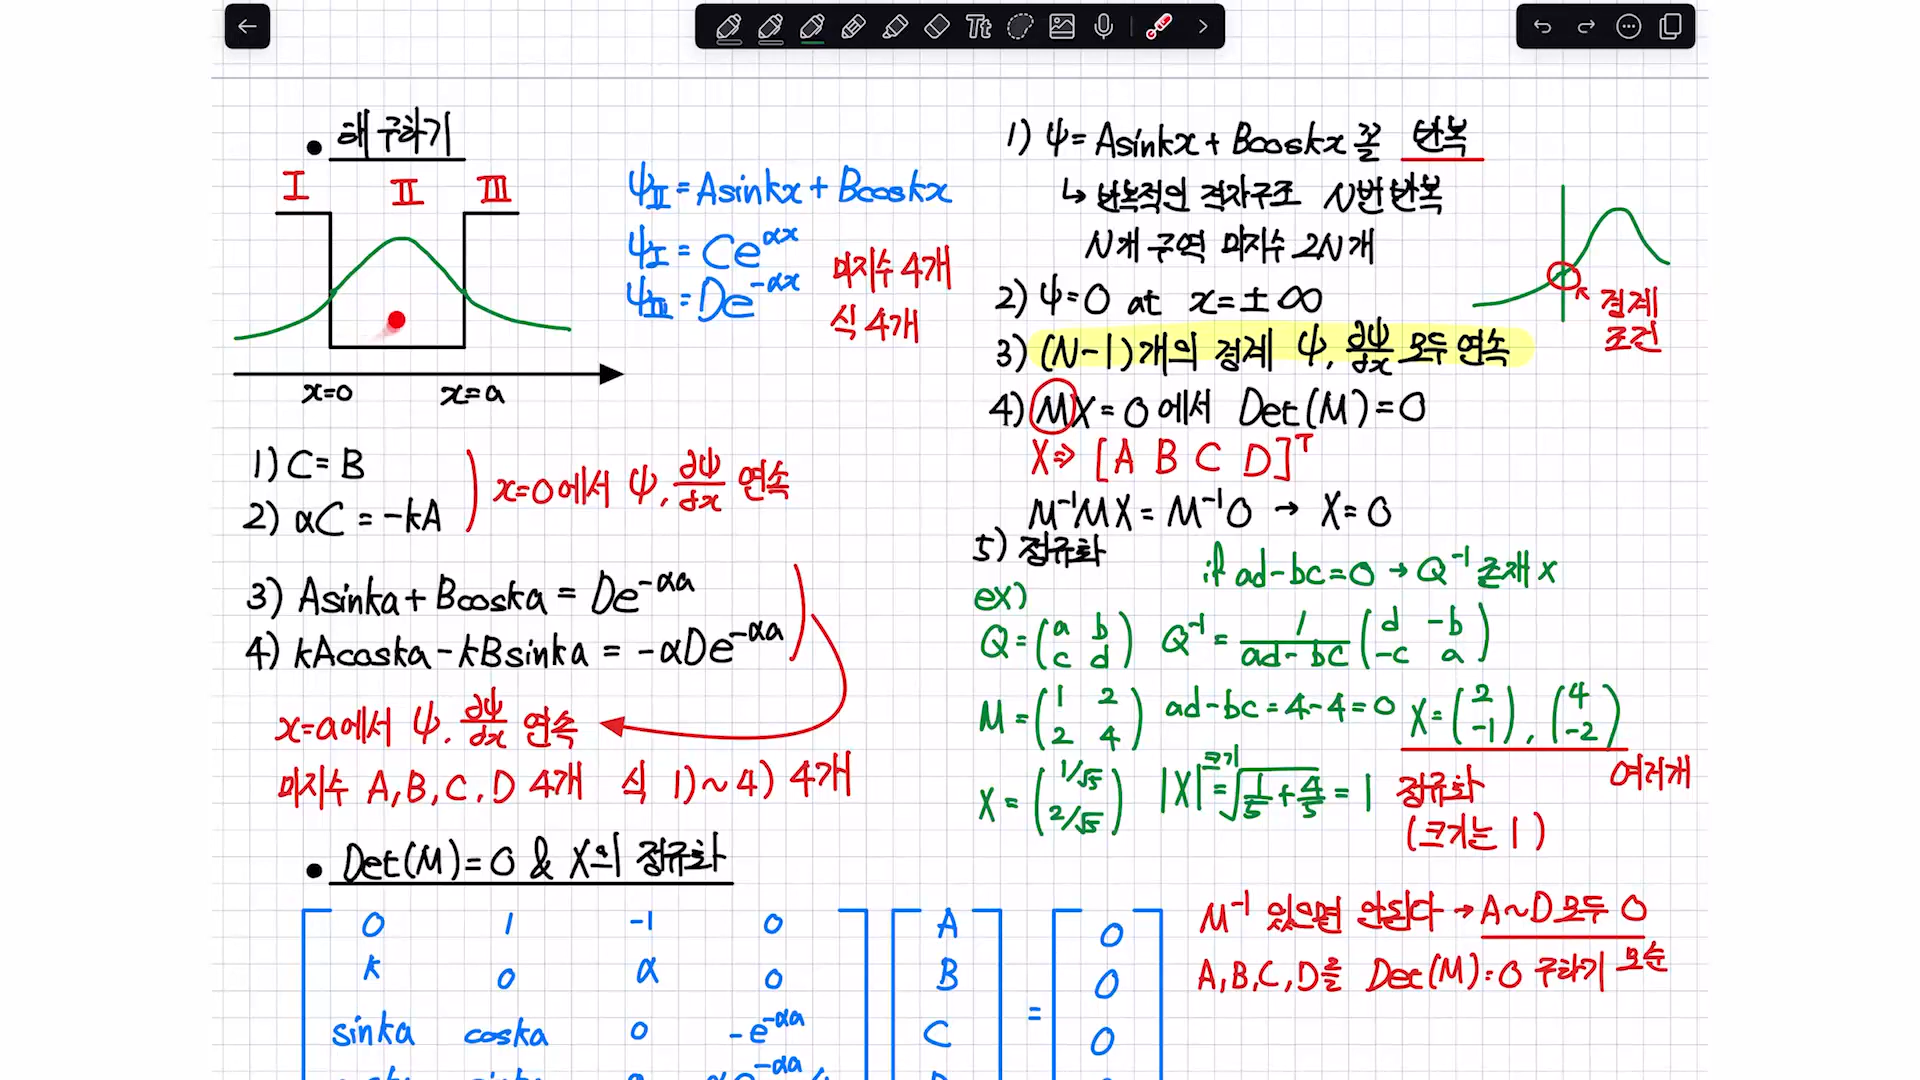 Tt
• 해 구하기
I II III
x=0 x=a
ψII = Asinkx + Bcoskx
ψI = Ce^αx
ψIII = De^-αx
미지수 4개
식 4개
1) C = B
2) αC = -kA
x=0에서 ψ, ∂ψ/∂x 연속
3) Asinka + Bcoska = De^-αa
4) kAcoska - kBsinka = -αDe^-αa
x=a에서 ψ, ∂ψ/∂x 연속
미지수 A, B, C, D 4개 식 1)~4) 4개
• Det(M)=0 & X의 정규화
0 1 -1 0
k 0 α 0
sinka coska 0 -e^-αa
A
B
C
=
0
0
0
1) ψ = Asinkx + Bcoskx 꼴 반복
↳ 반복적인 격자구조 N번 반복
N개 구역 미지수 2N개
2) ψ=0 at x=±∞
3) (N-1)개의 경계 ψ, ∂ψ/∂x 모두 연속
경계
조건
4) MX = 0에서 Det(M) = 0
X ⇒ [A B C D]^T
M⁻¹MX = M⁻¹0 → X = 0
5) 정규화
if ad-bc=0 → Q⁻¹ 존재 x
ex)
Q = (a b c d) Q⁻¹ = 1/(ad-bc) (d -b -c a)
M = (1 2 2 4) ad-bc = 4-4 = 0 X = (2 -1), (4 -2)
여러개
X = (1/√5 2/√5) |X| = √(1/5 + 4/5) = 1
크기
정규화
(크기는 1)
M⁻¹ 있으면 안된다 → A~D 모두 0
모순
A, B, C, D를 Det(M)=0 구하기